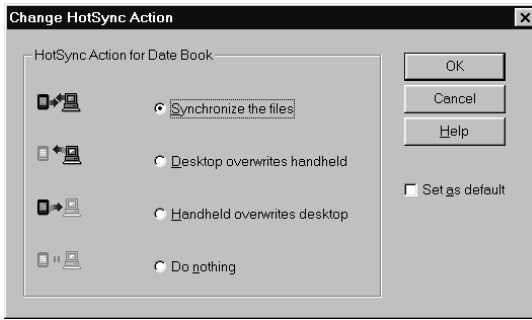 Change HotSync Action
HotSync Action for Date Book
Synchronize the files
Desktop overwrites handheld
Handheld overwrites desktop
Do nothing
OK
Cancel
Help
Set as default